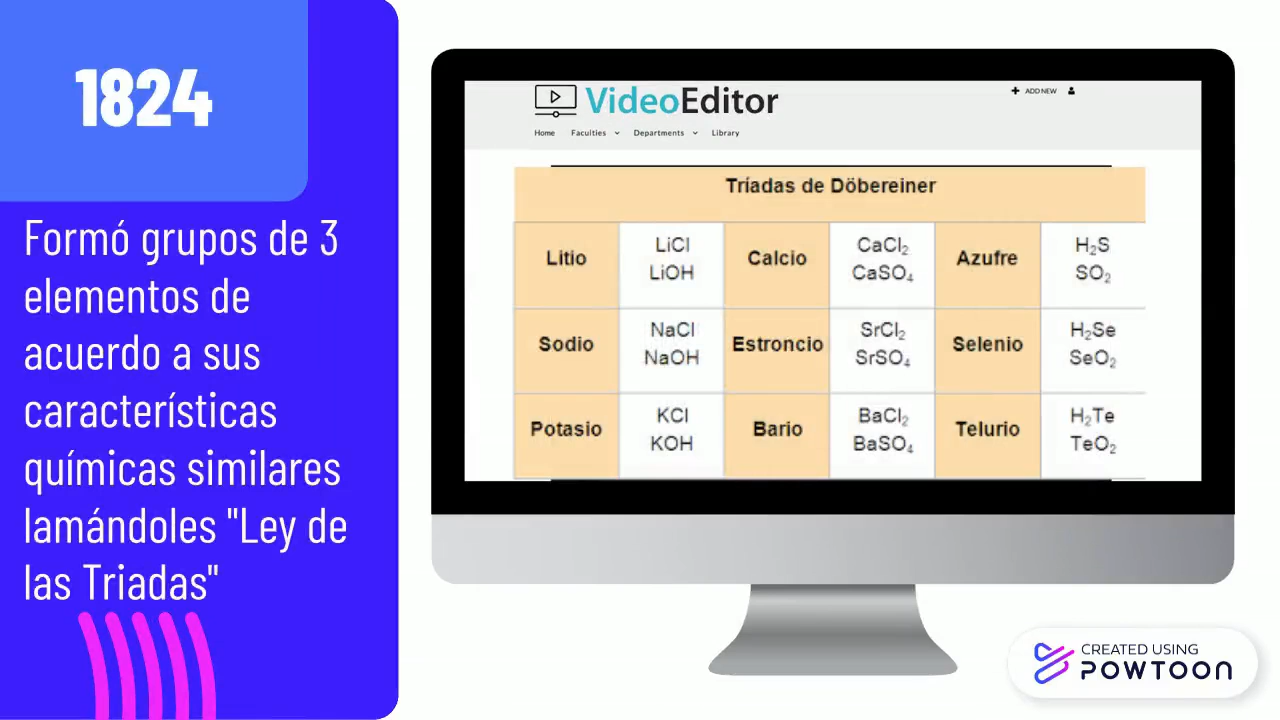 1824
Formó grupos de 3
elementos de
acuerdo a sus
características
químicas similares
lamándoles "Ley de
las Triadas"
VideoEditor
ADD NEW
Home Faculties Departments Library
Tríadas de Döbereiner
Litio LiCl LiOH Calcio CaCl₂ CaSO₄ Azufre H₂S SO₂
Sodio NaCl NaOH Estroncio SrCl₂ SrSO₄ Selenio H₂Se SeO₂
Potasio KCl KOH Bario BaCl₂ BaSO₄ Telurio H₂Te TeO₂
CREATED USING
POWTOON